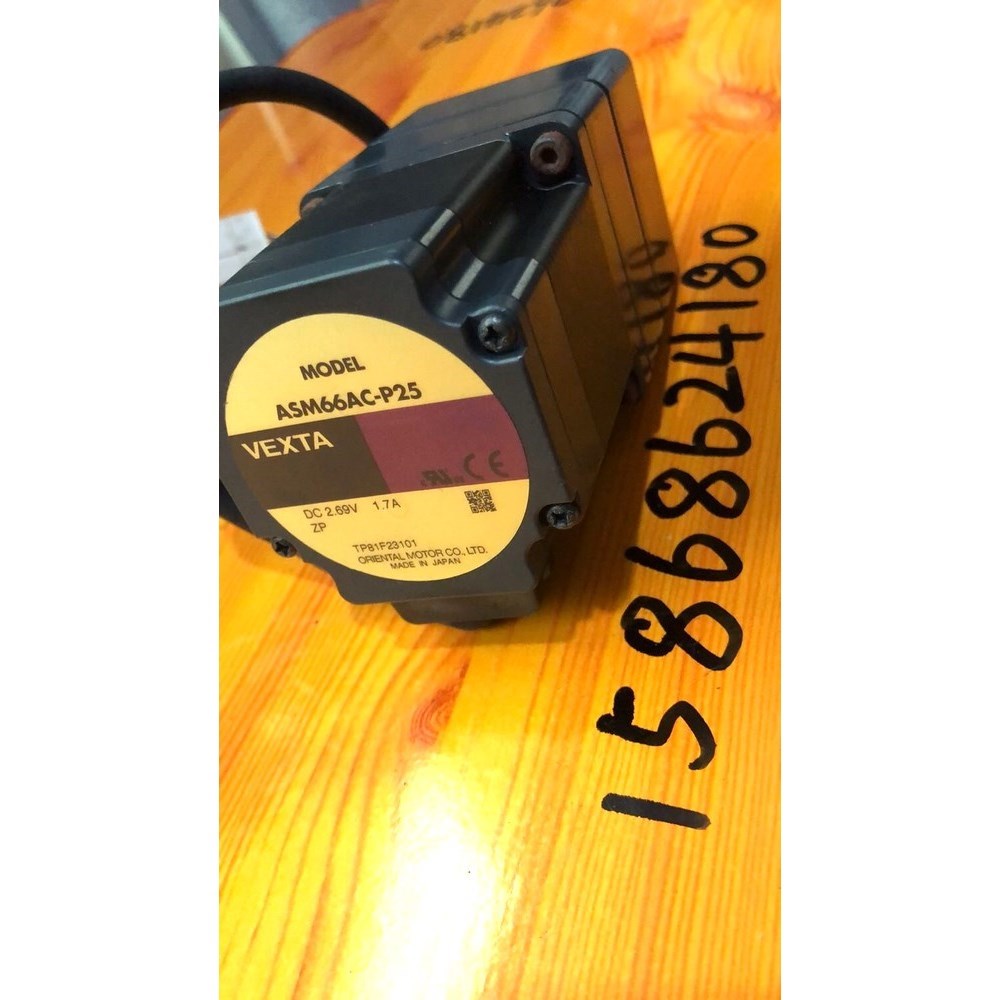 MODEL
ASM66AC-P25
VEXTA
CE
DC 2.69V 1.7A
ZP
TP81F23101
ORIENTAL MOTOR CO., LTD.
MADE IN JAPAN
15868624180